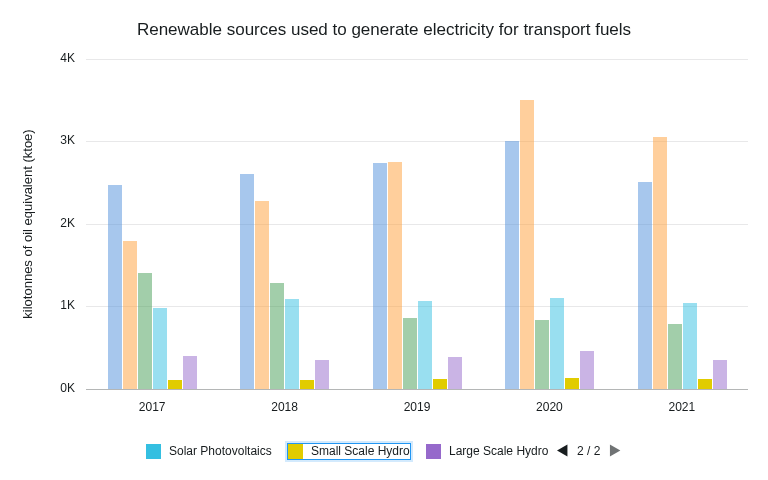 Renewable sources used to generate electricity for transport fuels
kilotonnes of oil equivalent (ktoe)
4K
3K
2K
1K
0K
2017 2018 2019 2020 2021
Solar Photovoltaics Small Scale Hydro Large Scale Hydro 2 / 2